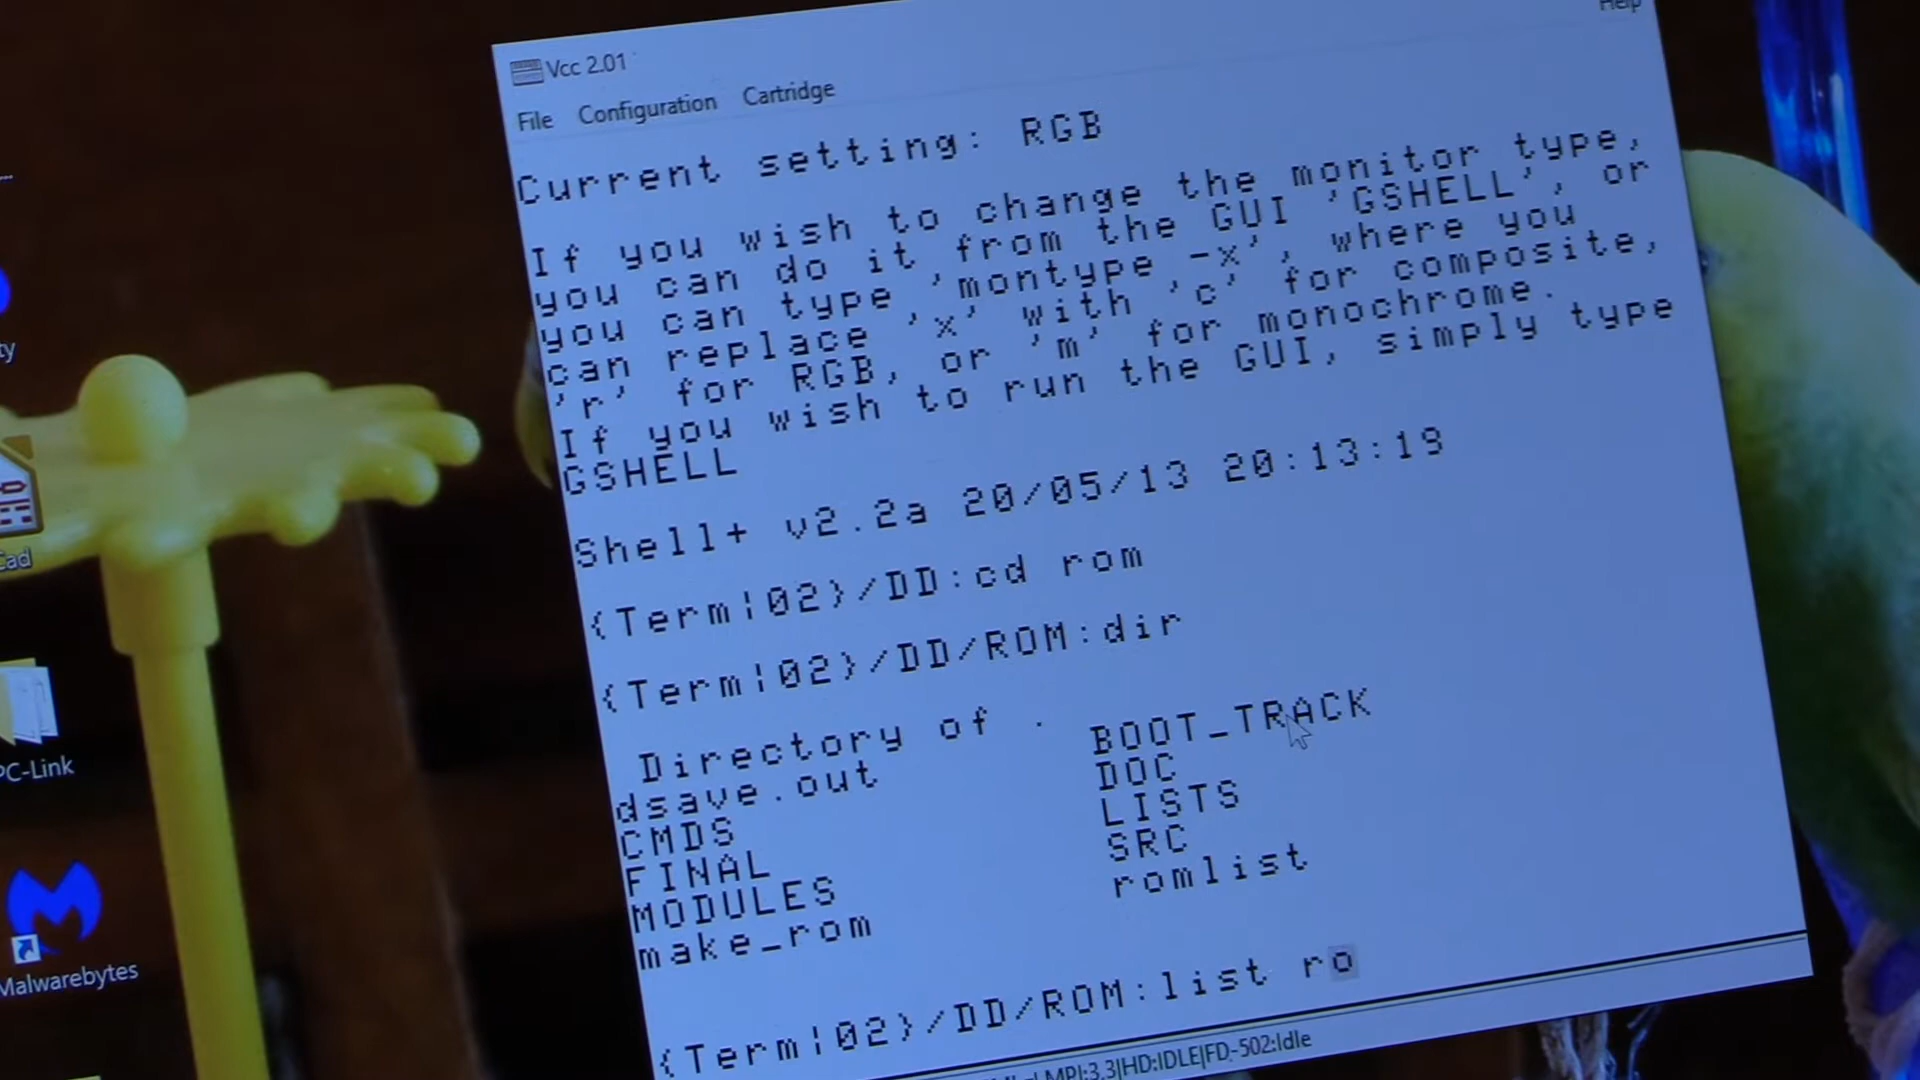 Help
Vcc 2.01
File Configuration Cartridge
Current setting: RGB
If you wish to change the monitor type,
you can do it from the GUI 'GSHELL', or
you can type 'montype -x', where you
can replace 'x' with 'c' for composite,
'r' for RGB, or 'm' for monochrome.
If you wish to run the GUI, simply type
GSHELL
Shell+ v2.2a 20/05/13 20:13:19
{Term|02}/DD:cd rom
{Term|02}/DD/ROM:dir
Directory of .
dsave.out BOOT_TRACK
CMDS DOC
FINAL LISTS
MODULES SRC
make_rom romlist
{Term|02}/DD/ROM:list ro
MPI:3,3|HD:IDLE|FD-502:Idle
ty
Cad
PC-Link
Malwarebytes